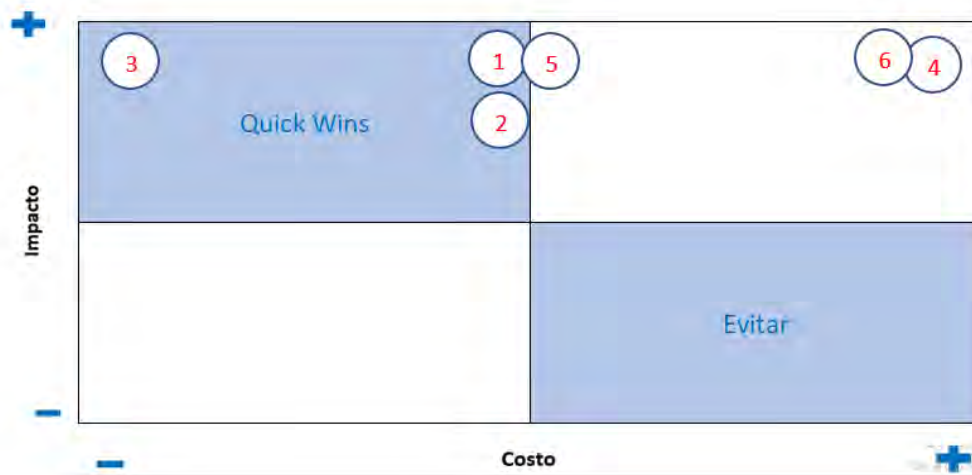 +
3
1
5
6
4
Quick Wins
2
Impacto
Evitar
−
−
Costo
+